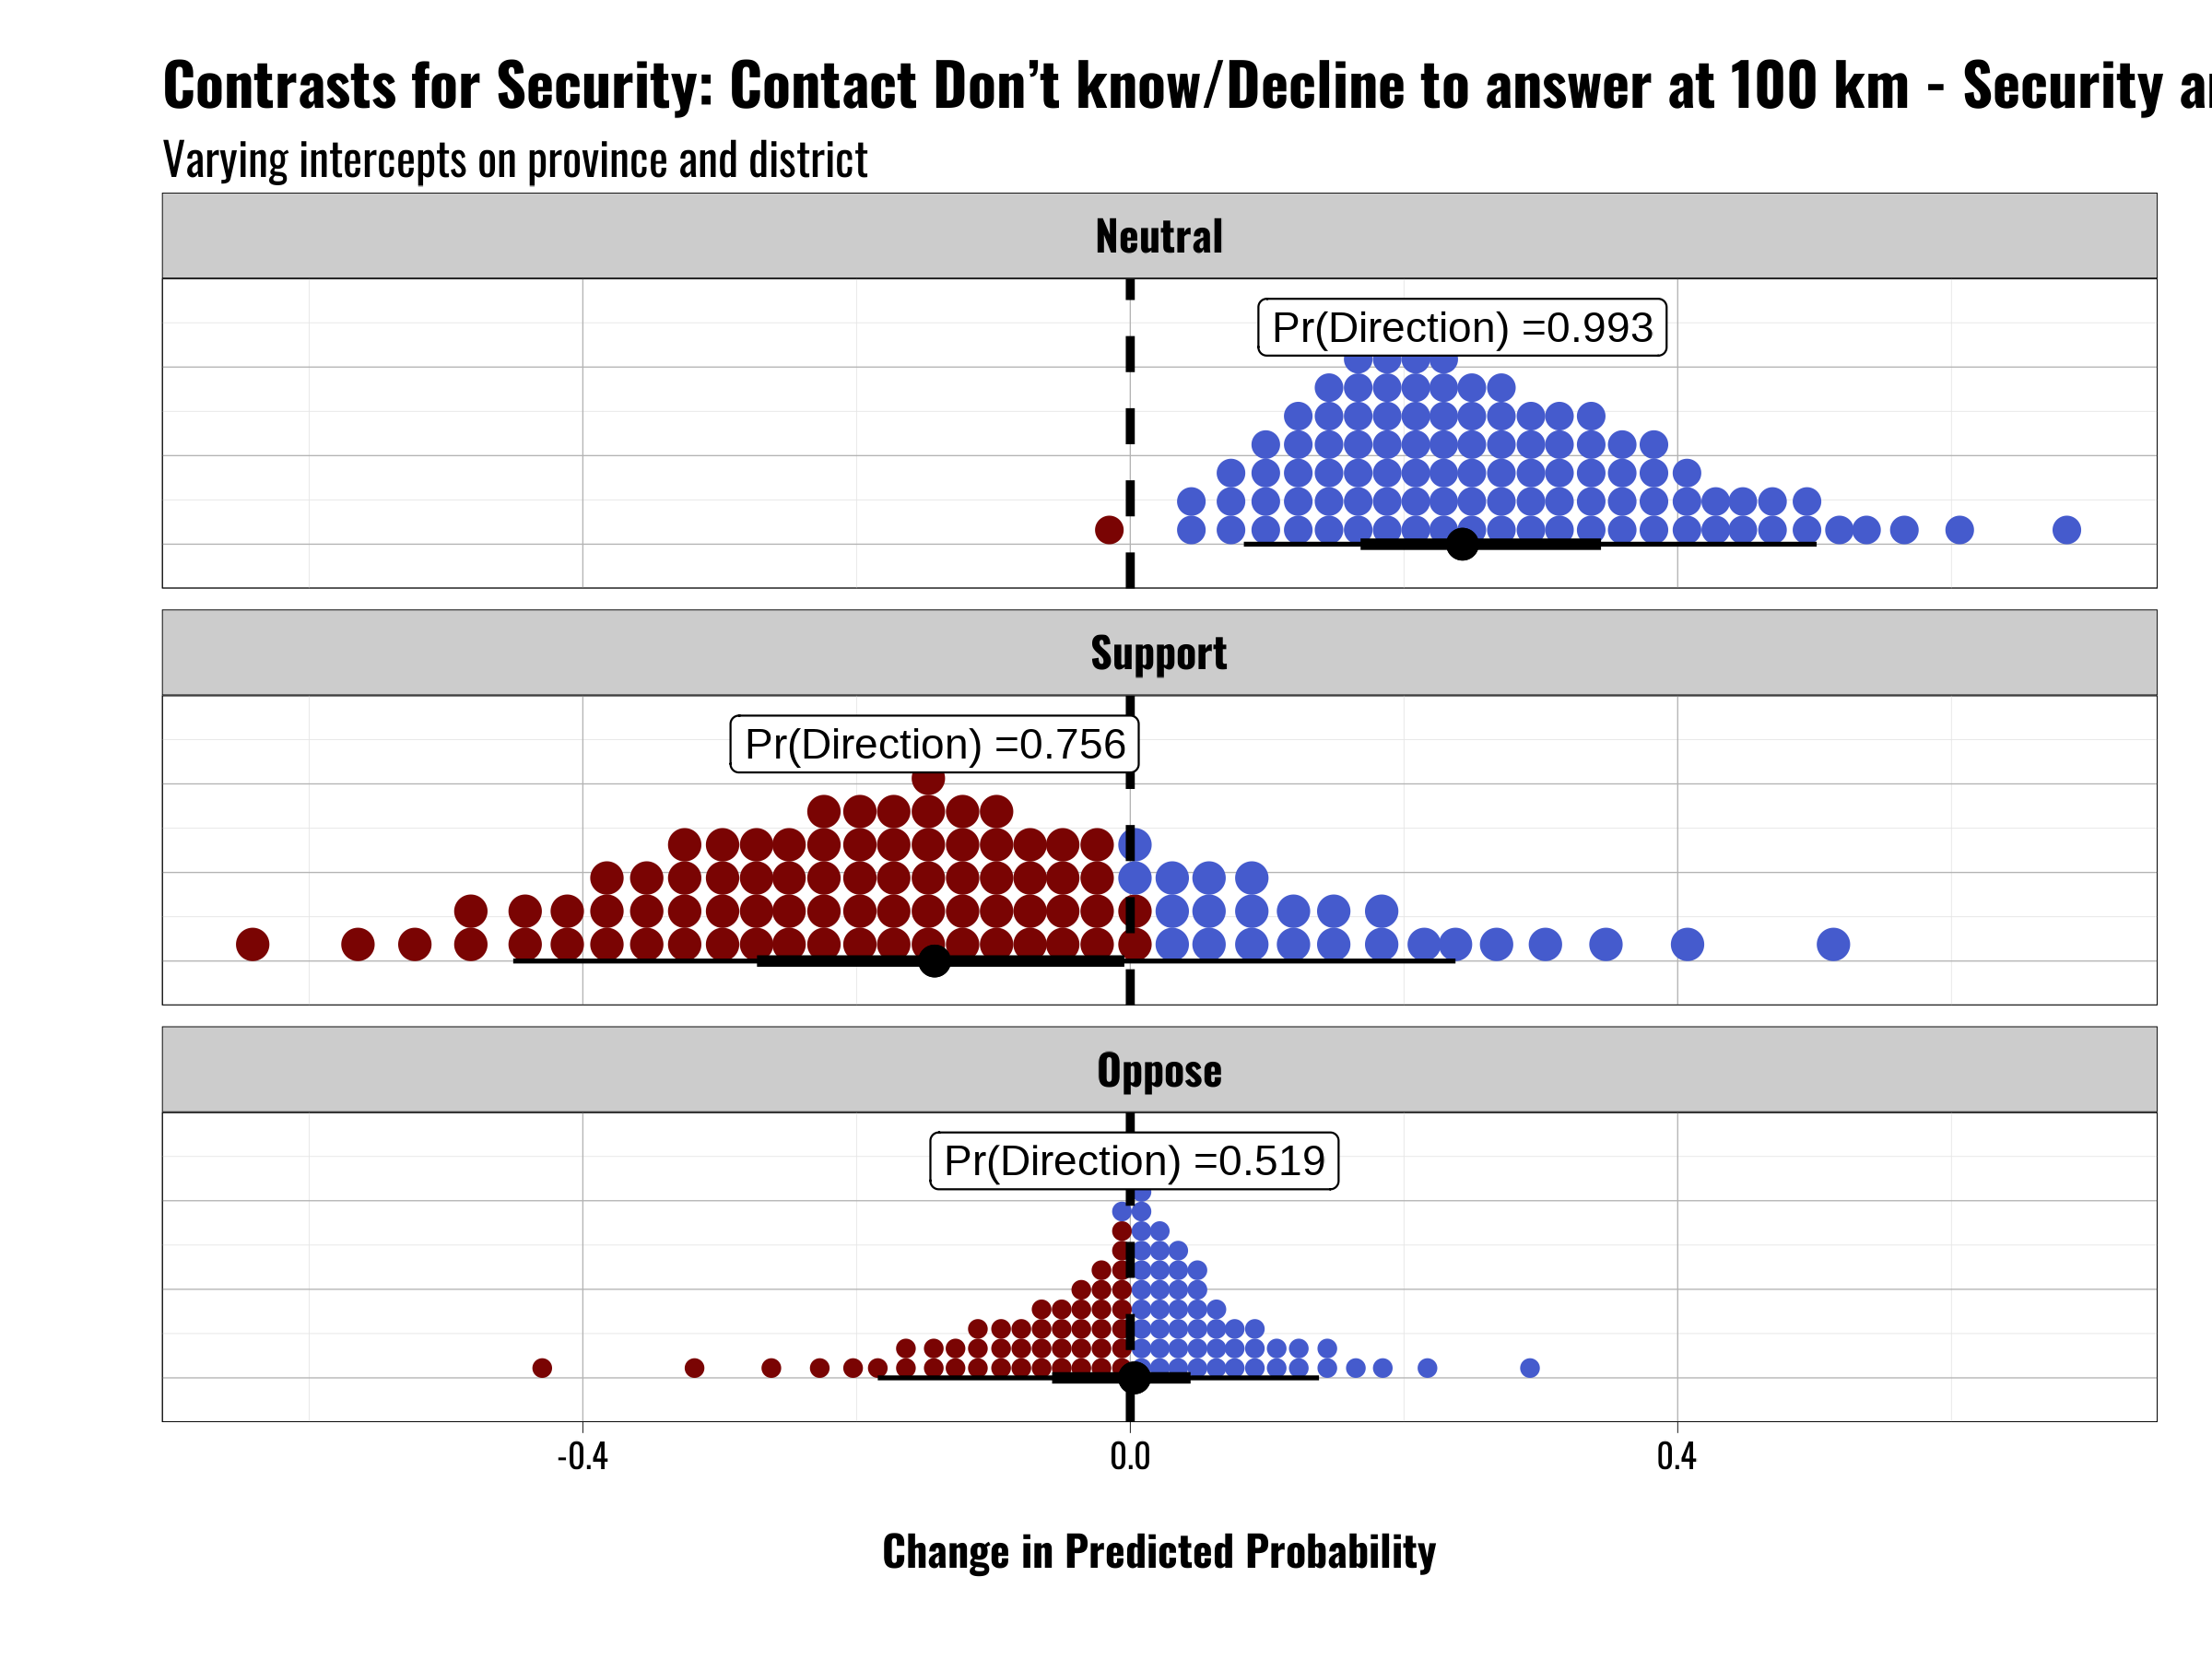 Contrasts for Security: Contact Don’t know/Decline to answer at 100 km - Security
Varying intercepts on province and district
Neutral
Pr(Direction) =0.993
Support
Pr(Direction) =0.756
Oppose
Pr(Direction) =0.519
-0.4
0.0
0.4
Change in Predicted Probability